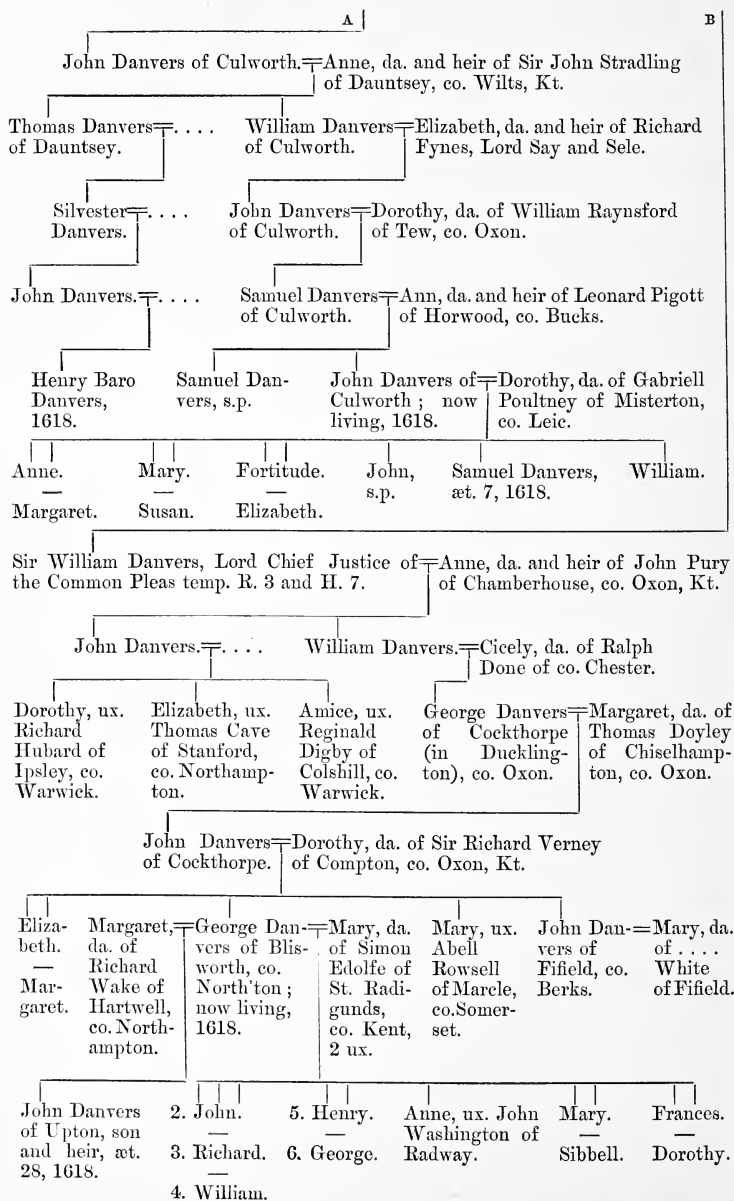 A B
John Danvers of Culworth.=Anne, da. and heir of Sir John Stradling
of Dauntsey, co. Wilts, Kt.
Thomas Danvers=. . . .
of Dauntsey.
William Danvers=Elizabeth, da. and heir of Richard
of Culworth. Fynes, Lord Say and Sele.
Silvester=. . . .
Danvers.
John Danvers=Dorothy, da. of William Raynsford
of Culworth. of Tew, co. Oxon.
John Danvers.=. . . .
Samuel Danvers=Ann, da. and heir of Leonard Pigott
of Culworth. of Horwood, co. Bucks.
Henry Baro
Danvers,
1618.
Samuel Dan-
vers, s.p.
John Danvers of=Dorothy, da. of Gabriell
Culworth ; now Poultney of Misterton,
living, 1618. co. Leic.
Anne.
—
Margaret.
Mary.
—
Susan.
Fortitude.
—
Elizabeth.
John,
s.p.
Samuel Danvers,
æt. 7, 1618.
William.
Sir William Danvers, Lord Chief Justice of=Anne, da. and heir of John Pury
the Common Pleas temp. R. 3 and H. 7. of Chamberhouse, co. Oxon, Kt.
John Danvers.=. . . .
William Danvers.=Cicely, da. of Ralph
Done of co. Chester.
Dorothy, ux.
Richard
Hubard of
Ipsley, co.
Warwick.
Elizabeth, ux.
Thomas Cave
of Stanford,
co. Northamp-
ton.
Amice, ux.
Reginald
Digby of
Colshill, co.
Warwick.
George Danvers=Margaret, da. of
of Cockthorpe Thomas Doyley
(in Duckling- of Chiselhamp-
ton), co. Oxon. ton, co. Oxon.
John Danvers=Dorothy, da. of Sir Richard Verney
of Cockthorpe. of Compton, co. Oxon, Kt.
Eliza-
beth.
—
Mar-
garet.
Margaret,=
da. of
Richard
Wake of
Hartwell,
co. North-
ampton.
George Dan-=
vers of Blis-
worth, co.
North'ton ;
now living,
1618.
Mary, da.
of Simon
Edolfe of
St. Radi-
gunds,
co. Kent,
2 ux.
Mary, ux.
Abell
Rowsell
of Marcle,
co.Somer-
set.
John Dan-=
vers of
Fifield, co.
Berks.
Mary, da.
of . . . .
White
of Fifield.
John Danvers
of Upton, son
and heir, æt.
28, 1618.
2. John.
—
3. Richard.
—
4. William.
5. Henry.
—
6. George.
Anne, ux. John
Washington of
Radway.
Mary.
—
Sibbell.
Frances.
—
Dorothy.